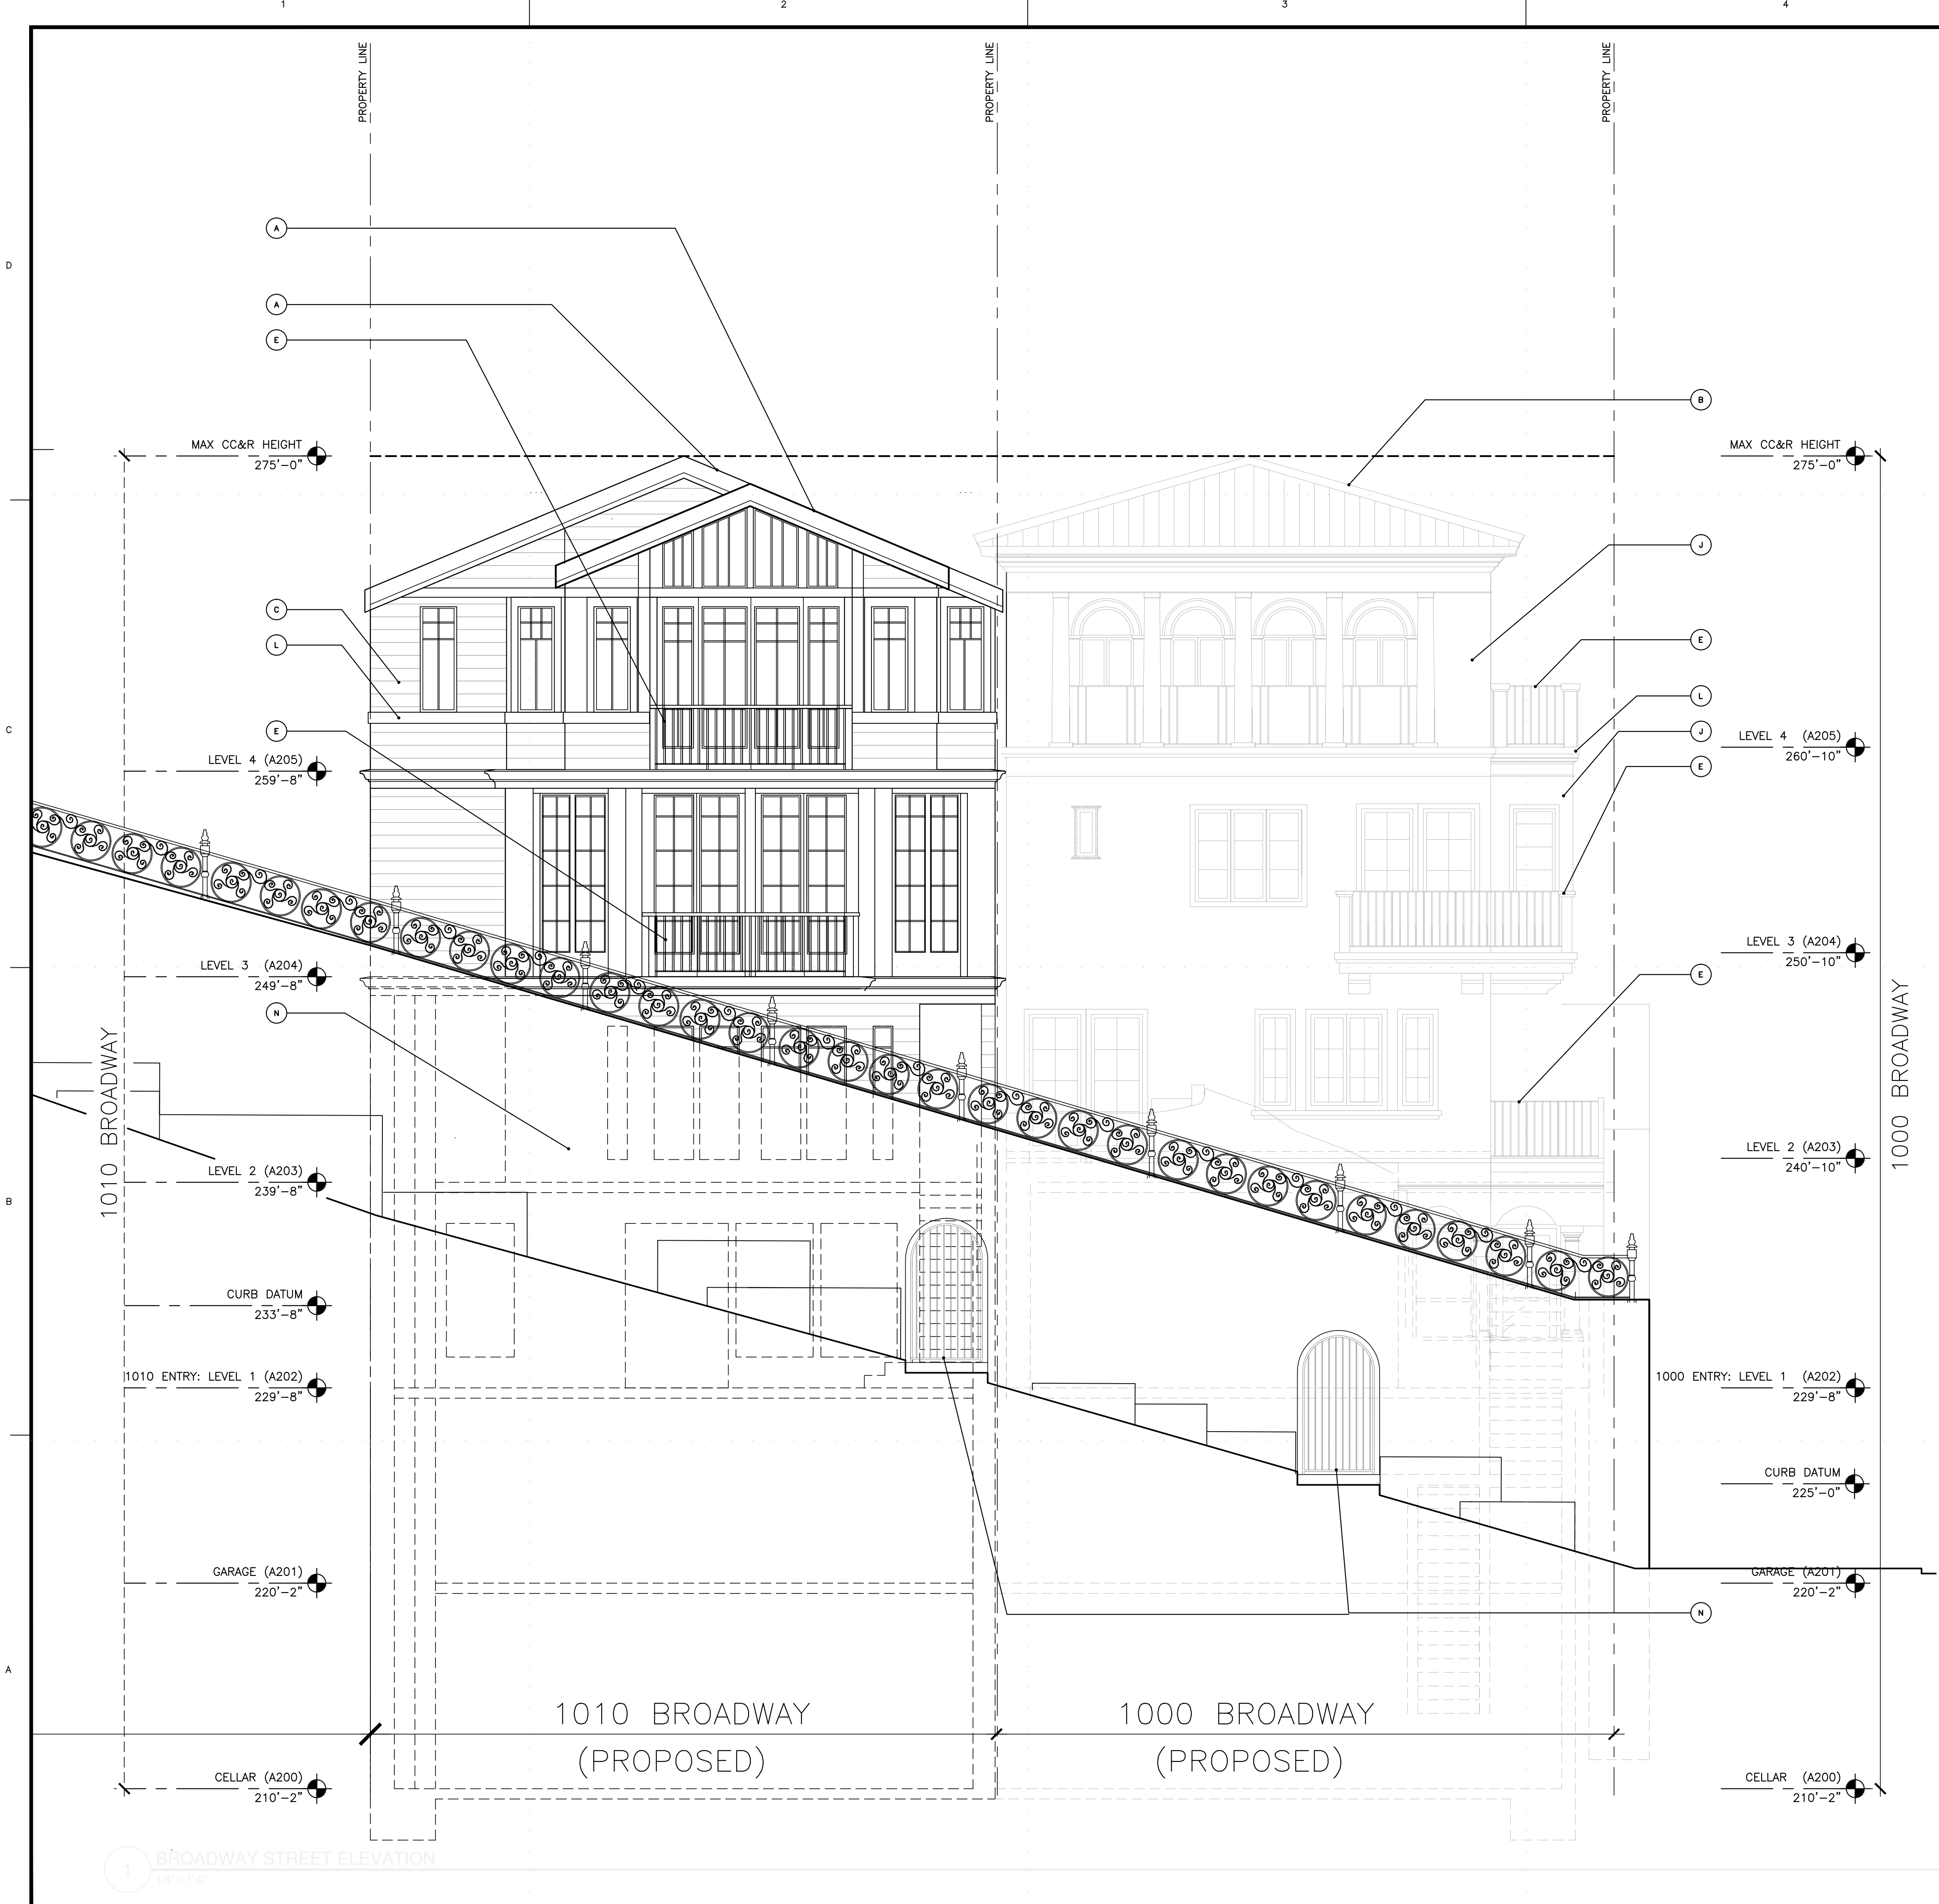 1 2 3 4
PROPERTY LINE
PROPERTY LINE
PROPERTY LINE
A
D
A
E
B
MAX CC&R HEIGHT
275'-0"
MAX CC&R HEIGHT
275'-0"
J
C
E
L
L
C
E
J
LEVEL 4 (A205)
259'-8"
LEVEL 4 (A205)
260'-10"
E
LEVEL 3 (A204)
249'-8"
LEVEL 3 (A204)
250'-10"
E
N
1010 BROADWAY
1000 BROADWAY
LEVEL 2 (A203)
239'-8"
LEVEL 2 (A203)
240'-10"
B
CURB DATUM
233'-8"
1010 ENTRY: LEVEL 1 (A202)
229'-8"
1000 ENTRY: LEVEL 1 (A202)
229'-8"
CURB DATUM
225'-0"
GARAGE (A201)
220'-2"
GARAGE (A201)
220'-2"
N
A
1010 BROADWAY
(PROPOSED)
1000 BROADWAY
(PROPOSED)
CELLAR (A200)
210'-2"
CELLAR (A200)
210'-2"
1
BROADWAY STREET ELEVATION
1/4" = 1'-0"